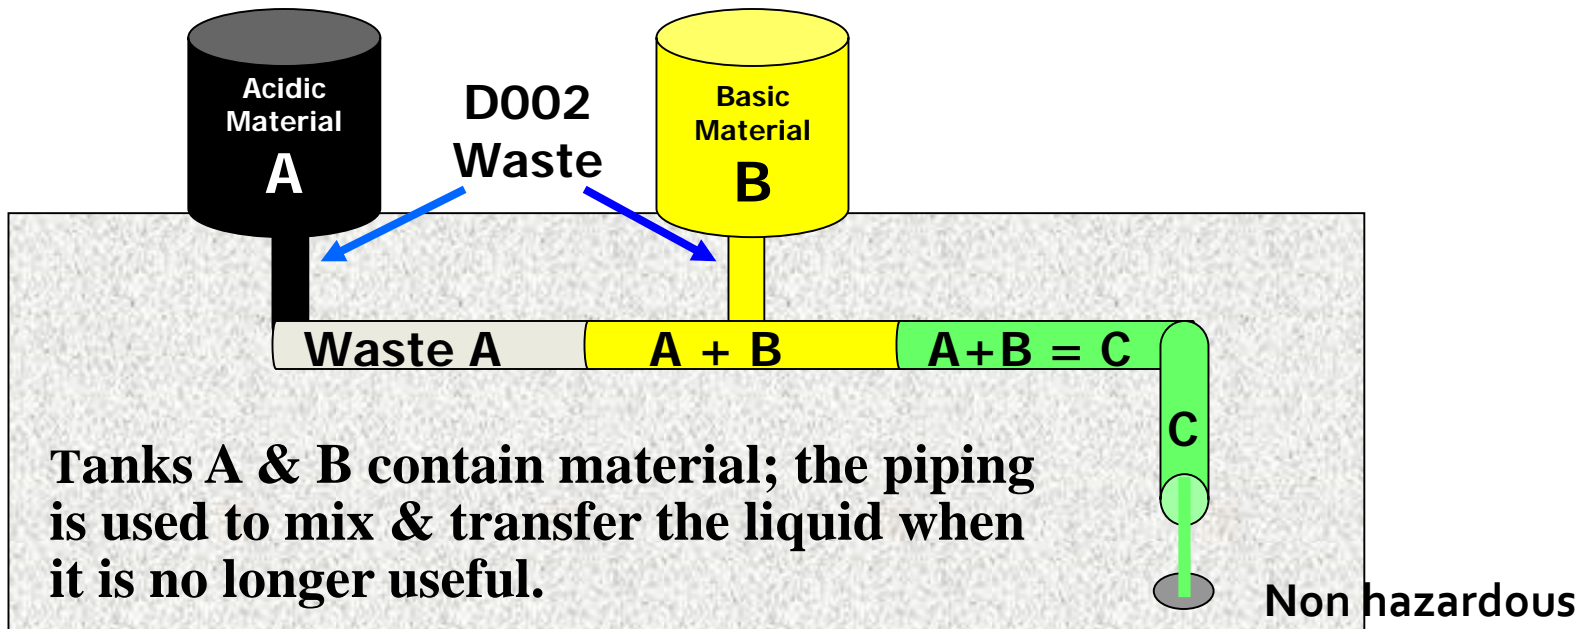 Acidic
Material
A
D002
Waste
Basic
Material
B
Waste A
A + B
A+B = C
C
Tanks A & B contain material; the piping
is used to mix & transfer the liquid when
it is no longer useful.
Non hazardous